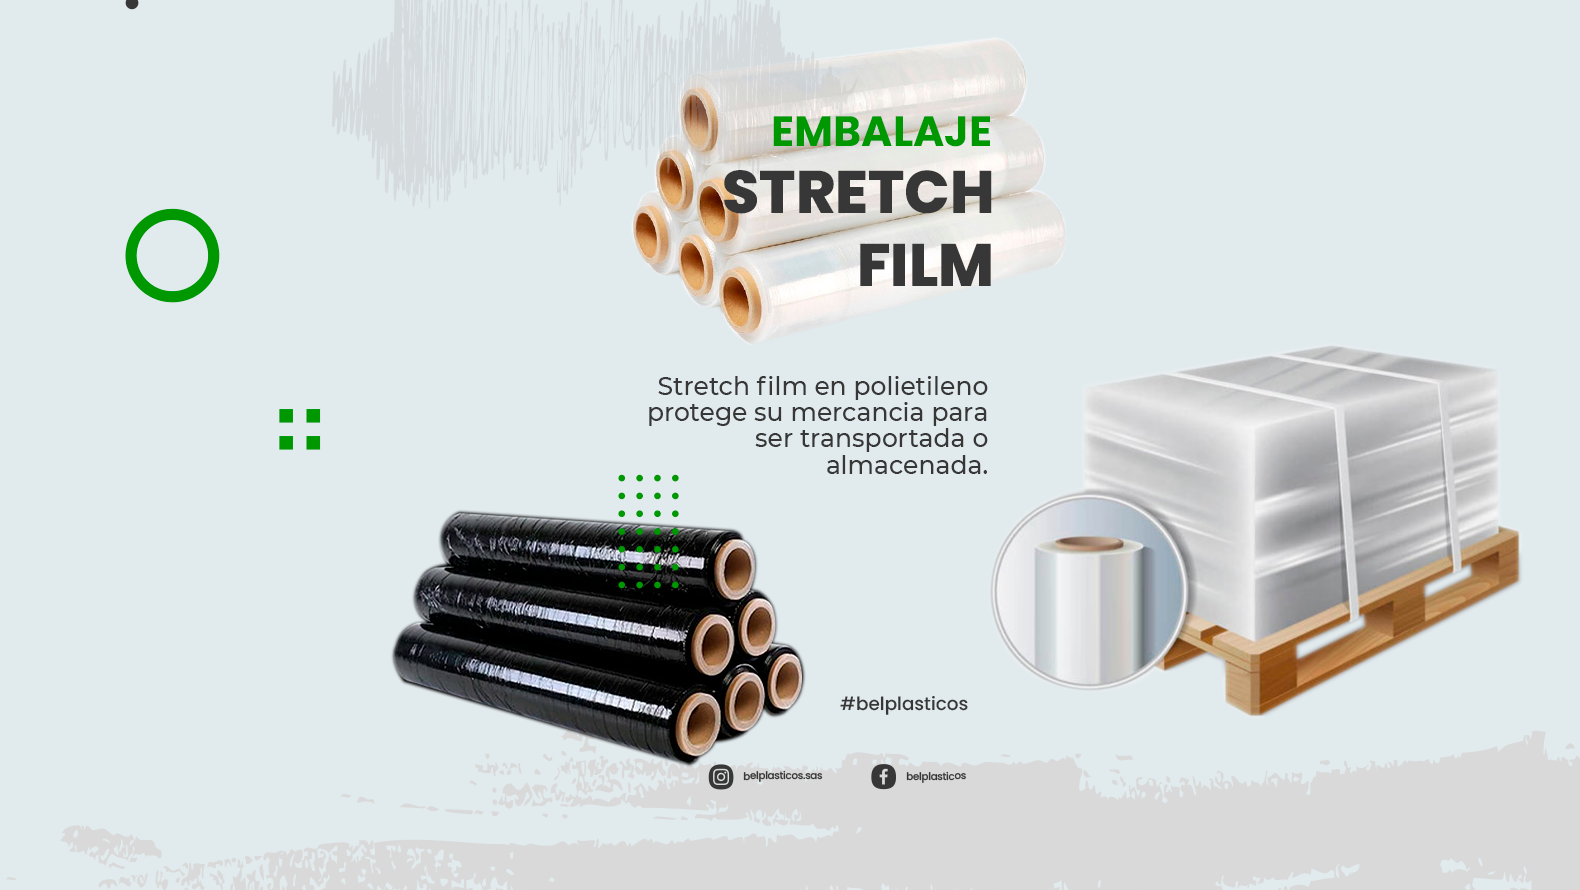 EMBALAJE
STRETCH
FILM
Stretch film en polietileno
protege su mercancia para
ser transportada o
almacenada.
#belplasticos
belplasticos.sas
belplasticos